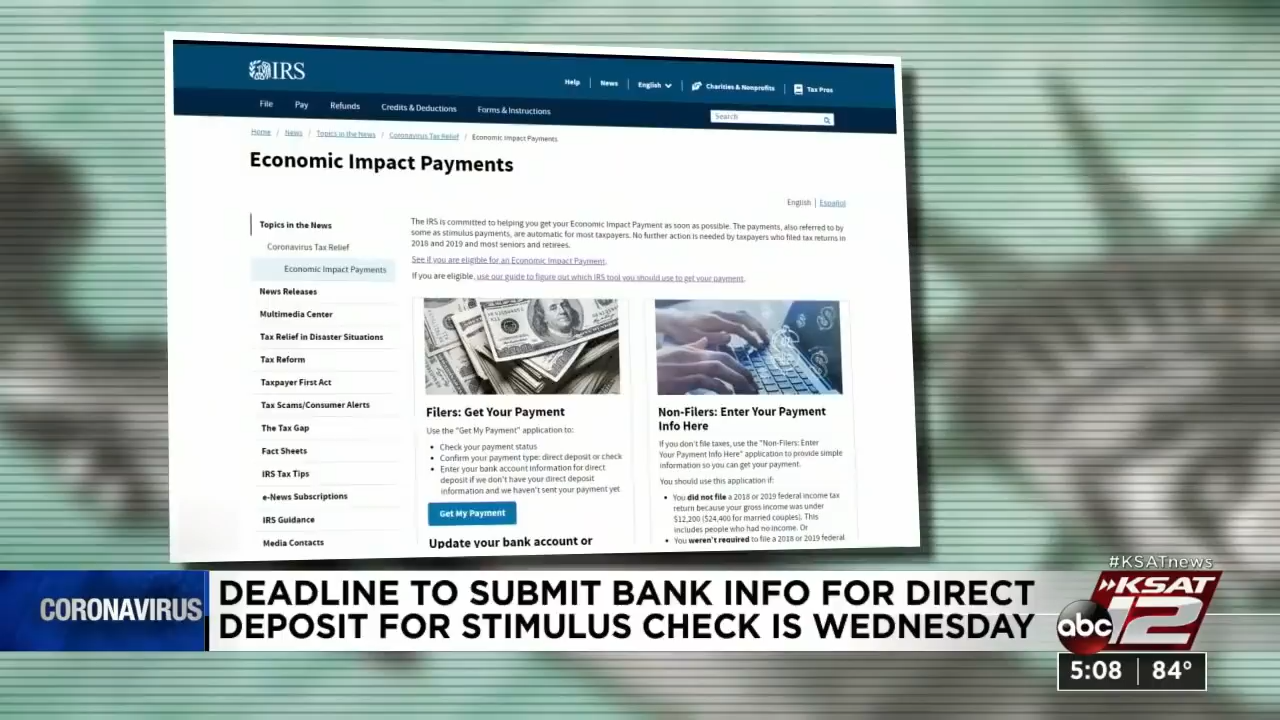 IRS
Help
News
English
Charities & Nonprofits
Tax Pros
File
Pay
Refunds
Credits & Deductions
Forms & Instructions
Search
Home / News / Topics in the News / Coronavirus Tax Relief / Economic Impact Payments
Economic Impact Payments
English | Español
Topics in the News
Coronavirus Tax Relief
Economic Impact Payments
News Releases
Multimedia Center
Tax Relief in Disaster Situations
Tax Reform
Taxpayer First Act
Tax Scams/Consumer Alerts
The Tax Gap
Fact Sheets
IRS Tax Tips
e-News Subscriptions
IRS Guidance
Media Contacts
The IRS is committed to helping you get your Economic Impact Payment as soon as possible. The payments, also referred to by
some as stimulus payments, are automatic for most taxpayers. No further action is needed by taxpayers who filed tax returns in
2018 and 2019 and most seniors and retirees.
See if you are eligible for an Economic Impact Payment.
If you are eligible, use our guide to figure out which IRS tool you should use to get your payment.
Filers: Get Your Payment
Use the "Get My Payment" application to:
• Check your payment status
• Confirm your payment type: direct deposit or check
• Enter your bank account information for direct
deposit if we don't have your direct deposit
information and we haven't sent your payment yet
Get My Payment
Update your bank account or
Non-Filers: Enter Your Payment
Info Here
If you don't file taxes, use the "Non-Filers: Enter
Your Payment Info Here" application to provide simple
information so you can get your payment.
You should use this application if:
• You did not file a 2018 or 2019 federal income tax
return because your gross income was under
$12,200 ($24,400 for married couples). This
includes people who had no income. Or
• You weren't required to file a 2018 or 2019 federal
#KSATnews
CORONAVIRUS
DEADLINE TO SUBMIT BANK INFO FOR DIRECT
DEPOSIT FOR STIMULUS CHECK IS WEDNESDAY
KSAT
abc 12
5:08 | 84°